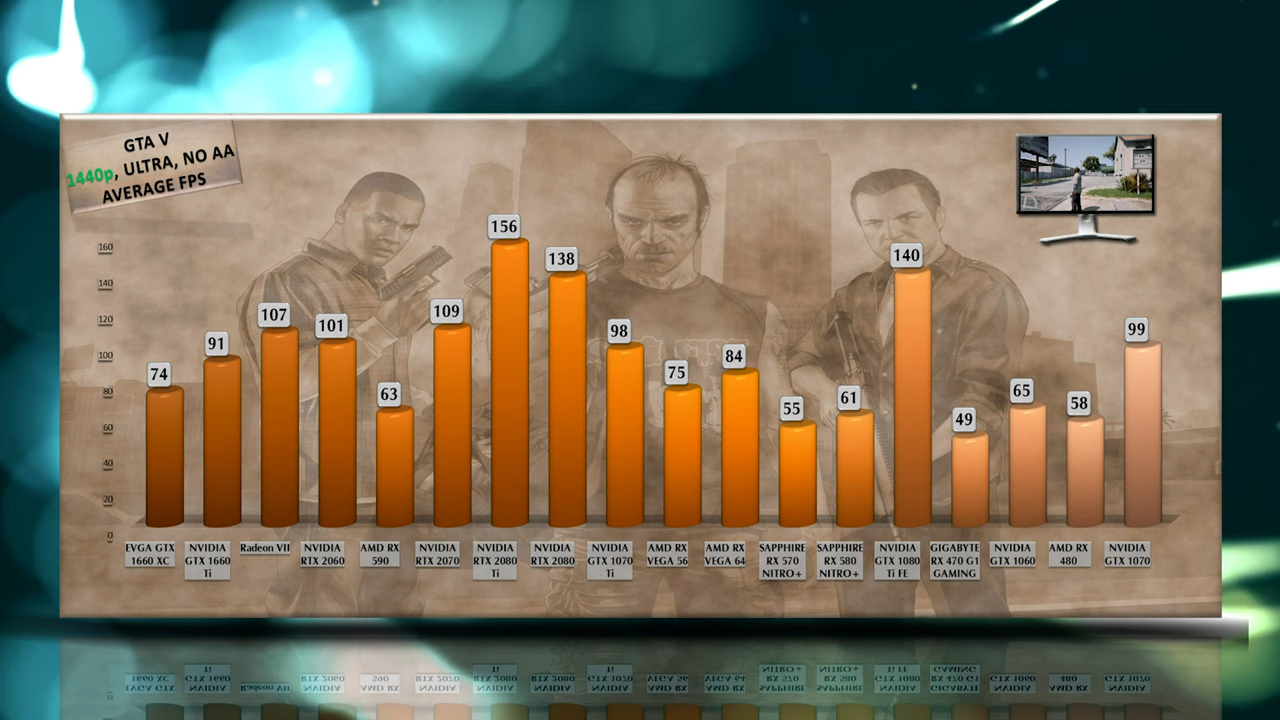 GTA V
1440p, ULTRA, NO AA
AVERAGE FPS
160
140
120
100
80
60
40
20
0
74
91
107
101
63
109
156
138
98
75
84
55
61
140
49
65
58
99
EVGA GTX
1660 XC
NVIDIA
GTX 1660
Ti
Radeon VII
NVIDIA
RTX 2060
AMD RX
590
NVIDIA
RTX 2070
NVIDIA
RTX 2080
Ti
NVIDIA
RTX 2080
NVIDIA
GTX 1070
Ti
AMD RX
VEGA 56
AMD RX
VEGA 64
SAPPHIRE
RX 570
NITRO+
SAPPHIRE
RX 580
NITRO+
NVIDIA
GTX 1080
Ti FE
GIGABYTE
RX 470 G1
GAMING
NVIDIA
GTX 1060
AMD RX
480
NVIDIA
GTX 1070